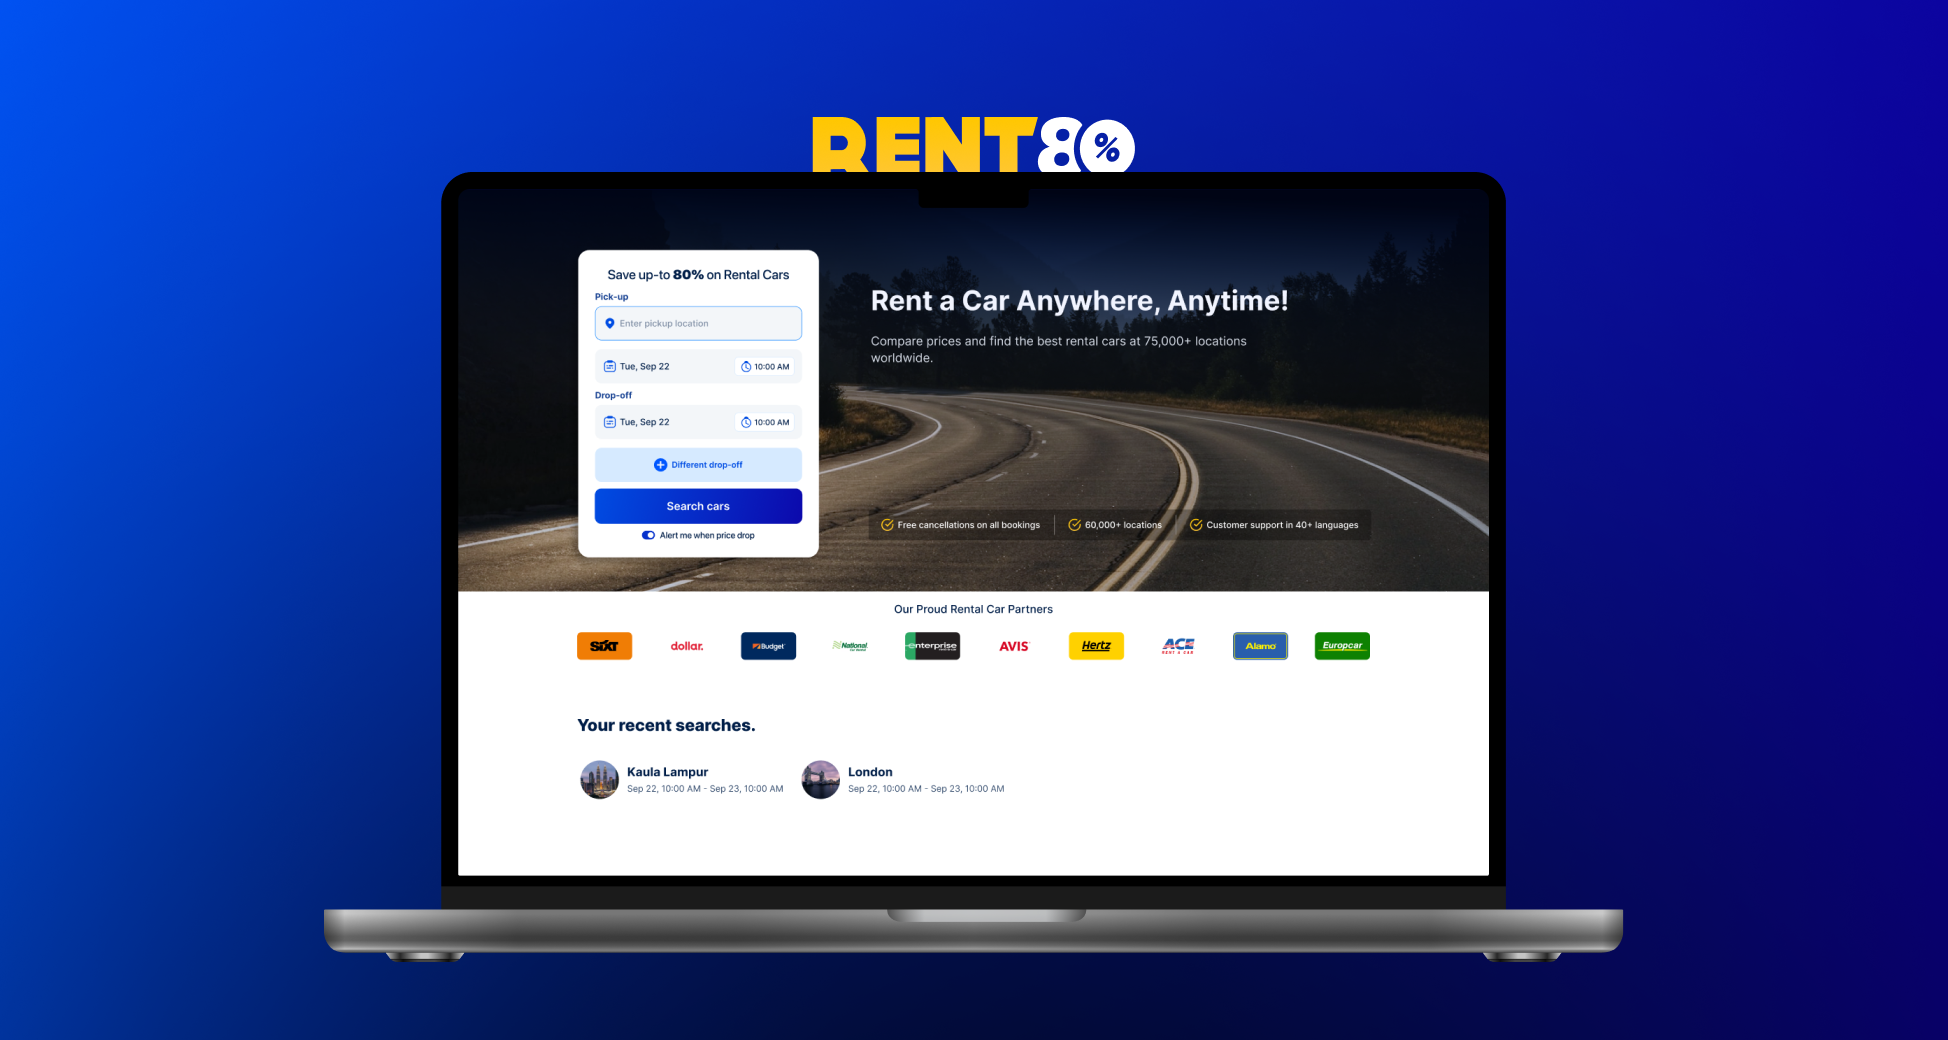 RENT80%
Save up-to 80% on Rental Cars
Pick-up
Enter pickup location
Tue, Sep 22 10:00 AM
Drop-off
Tue, Sep 22 10:00 AM
Different drop-off
Search cars
Alert me when price drop
Rent a Car Anywhere, Anytime!
Compare prices and find the best rental cars at 75,000+ locations
worldwide.
Free cancellations on all bookings 60,000+ locations Customer support in 40+ languages
Our Proud Rental Car Partners
SIXT dollar. Budget National enterprise AVIS Hertz ACE RENT A CAR Alamo Europcar
Your recent searches.
Kaula Lampur
Sep 22, 10:00 AM - Sep 23, 10:00 AM
London
Sep 22, 10:00 AM - Sep 23, 10:00 AM